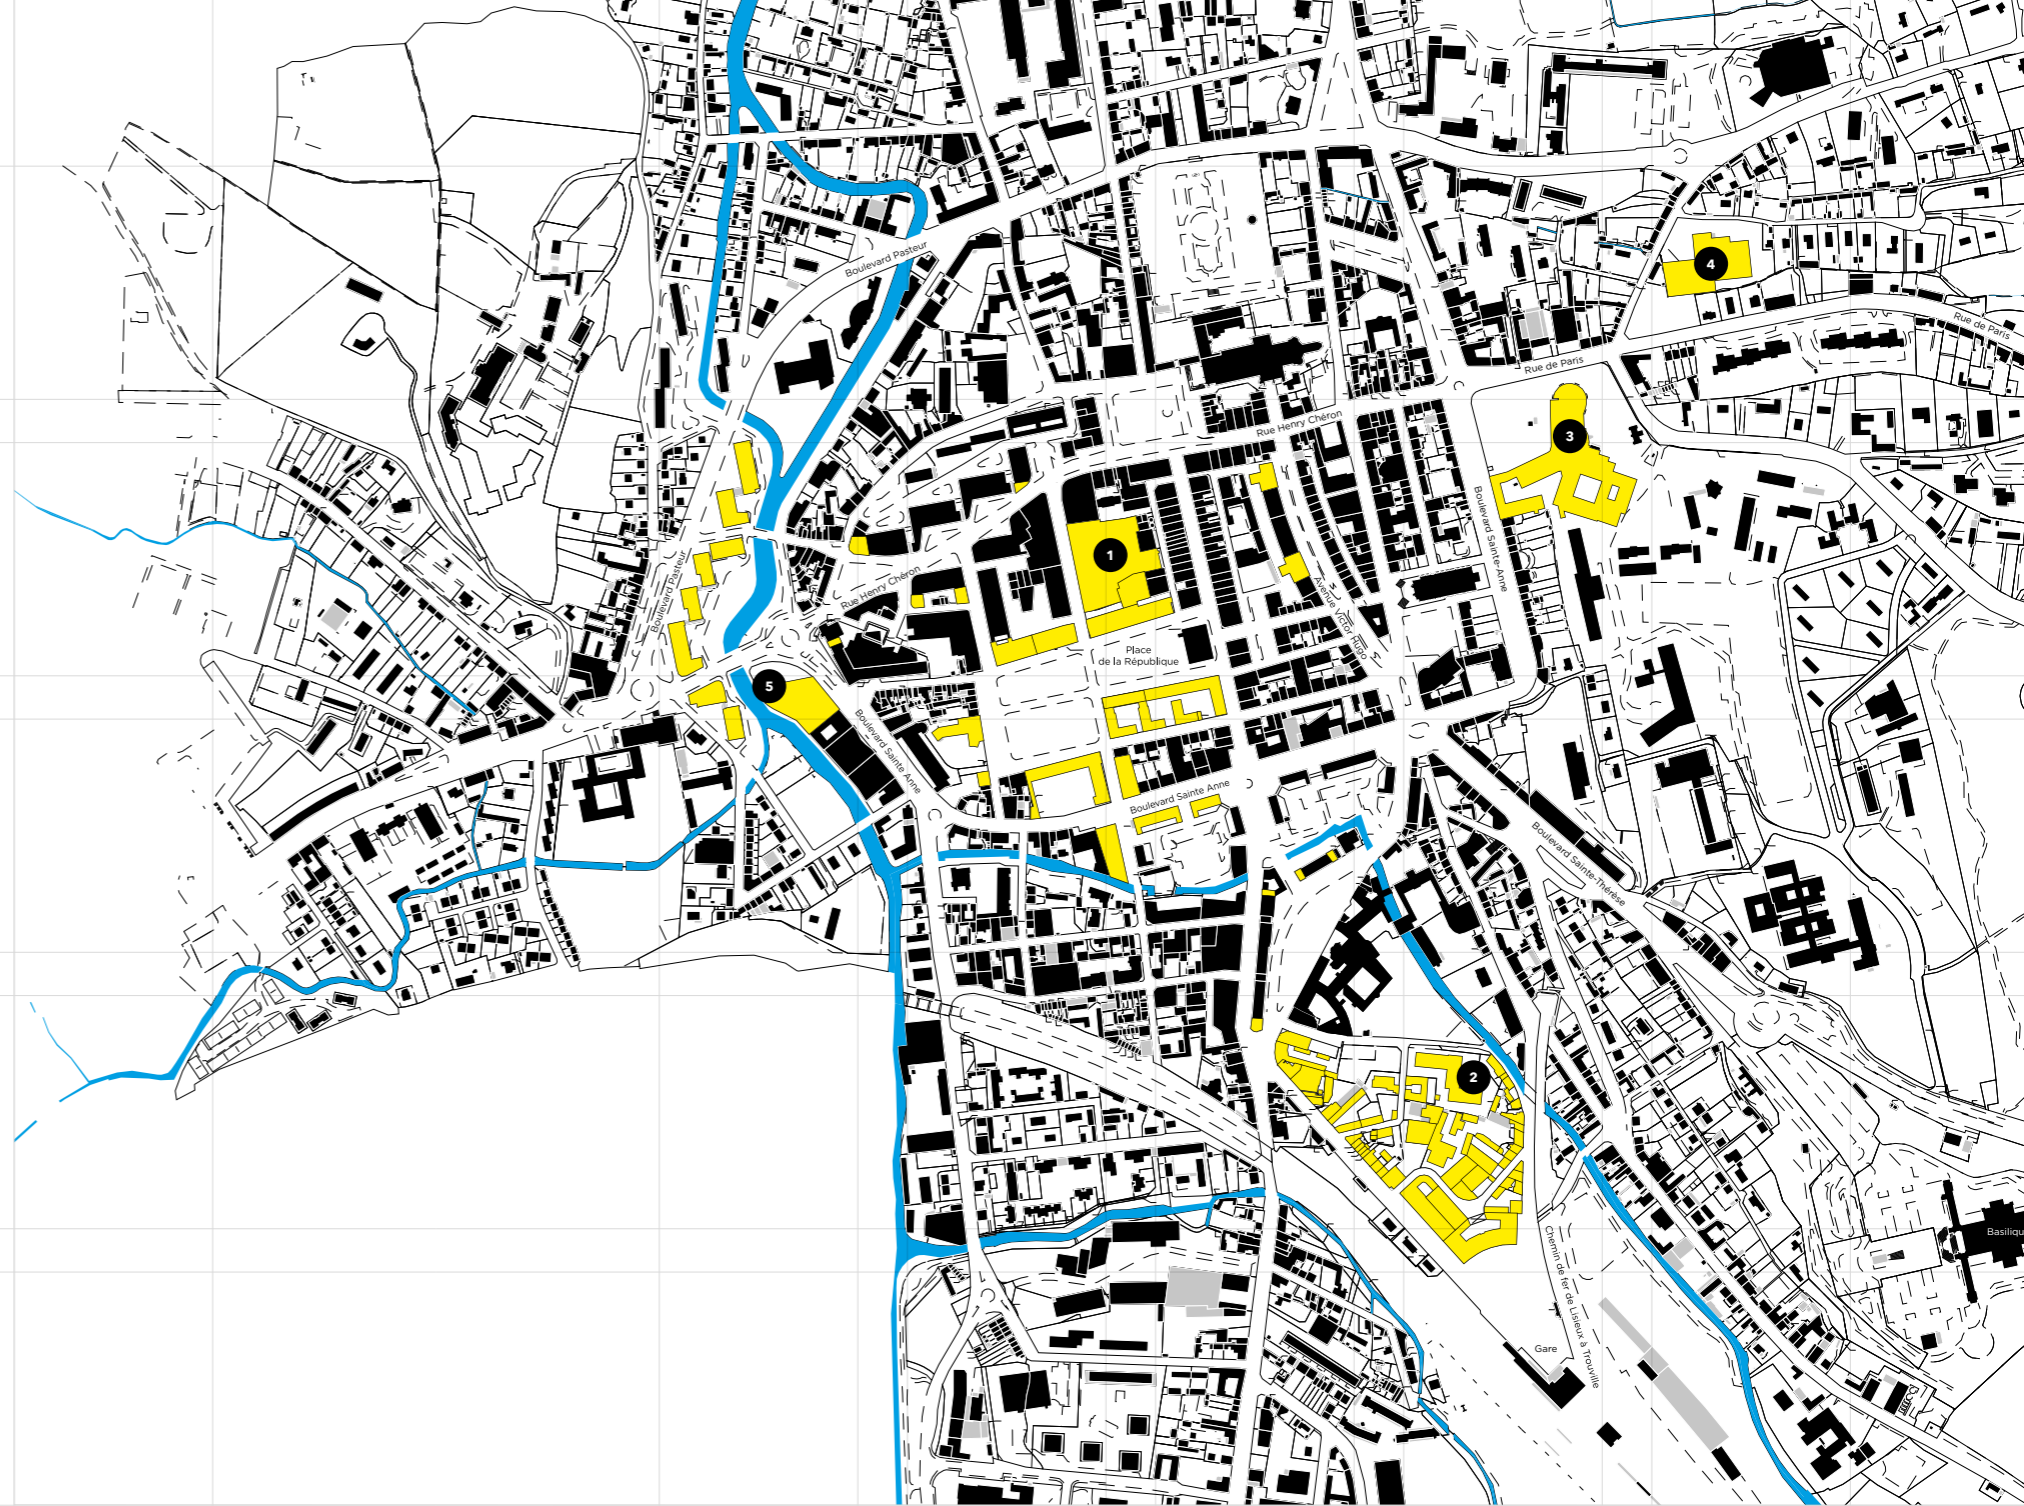 Boulevard Pasteur
4
Rue de Paris
Rue de Paris
3
Rue Henry Chéron
Boulevard Sainte-Anne
1
Rue Henry Chéron
Boulevard Pasteur
Avenue Victor Hugo
Place
de la République
5
Boulevard Sainte Anne
Boulevard Sainte Anne
Boulevard Sainte-Thérèse
2
Basiliqu
Chemin de fer de Lisieux à Trouville
Gare